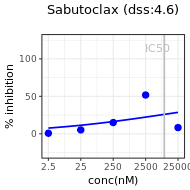 Sabutoclax (dss:4.6)
IC50
% inhibition
100
50
0
2.5 25 250 2500 25000
conc(nM)